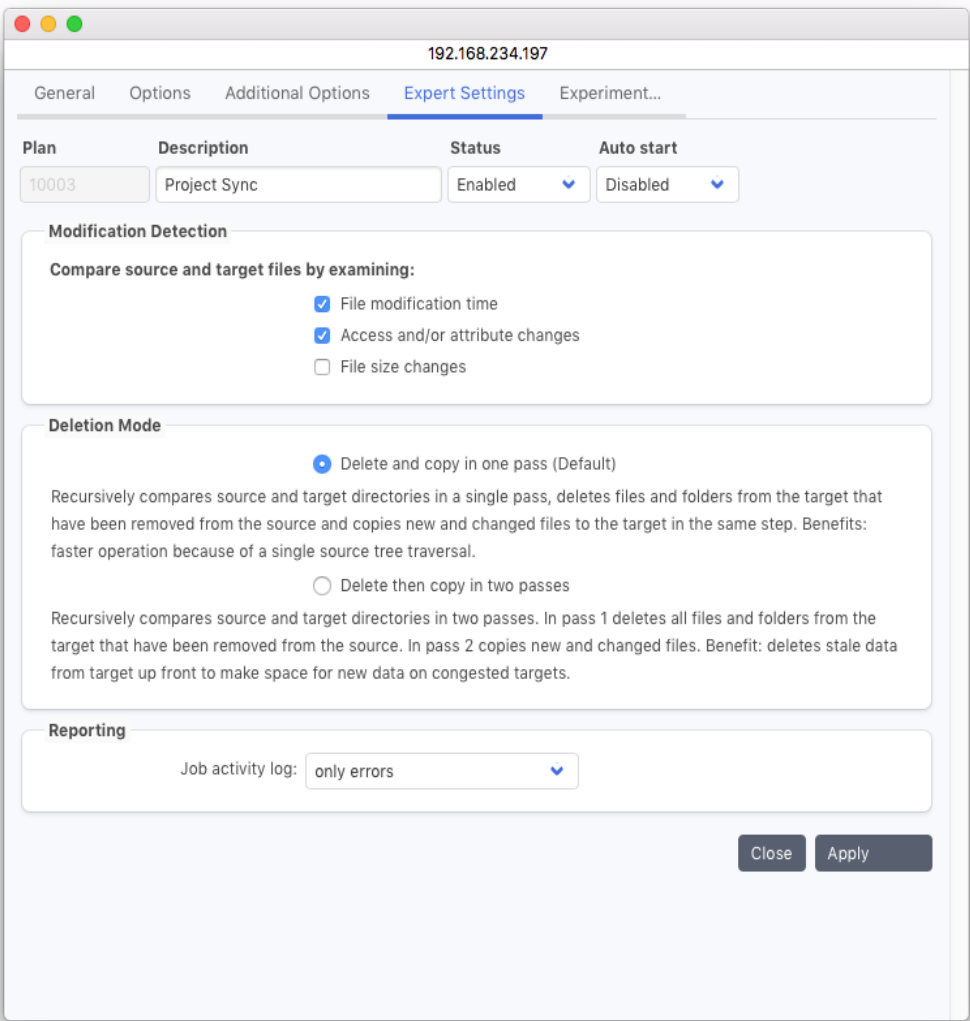 192.168.234.197
General Options Additional Options Expert Settings Experiment...
Plan Description Status Auto start
10003 Project Sync Enabled Disabled
Modification Detection
Compare source and target files by examining:
File modification time
Access and/or attribute changes
File size changes
Deletion Mode
Delete and copy in one pass (Default)
Recursively compares source and target directories in a single pass, deletes files and folders from the target that
have been removed from the source and copies new and changed files to the target in the same step. Benefits:
faster operation because of a single source tree traversal.
Delete then copy in two passes
Recursively compares source and target directories in two passes. In pass 1 deletes all files and folders from the
target that have been removed from the source. In pass 2 copies new and changed files. Benefit: deletes stale data
from target up front to make space for new data on congested targets.
Reporting
Job activity log: only errors
Close Apply